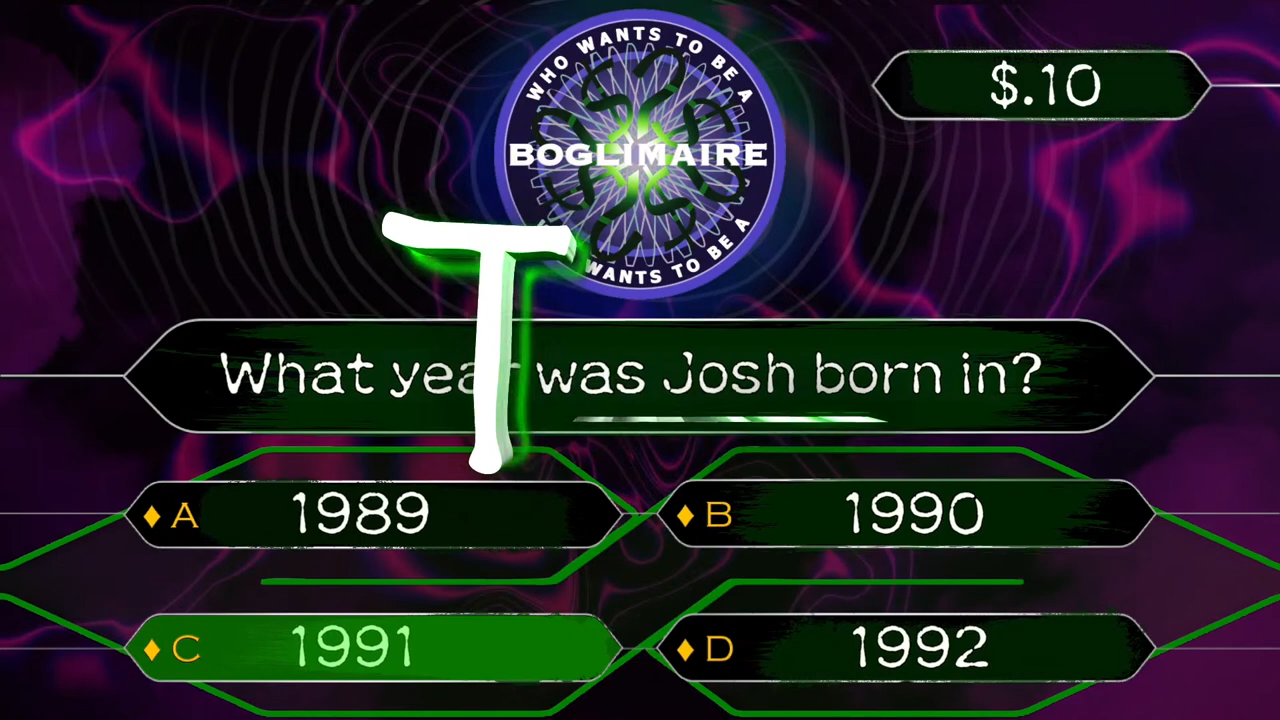 WHO WANTS TO BE A
BOGLIMAIRE
WANTS TO BE A
$.10
T
What year was Josh born in?
A 1989
B 1990
C 1991
D 1992